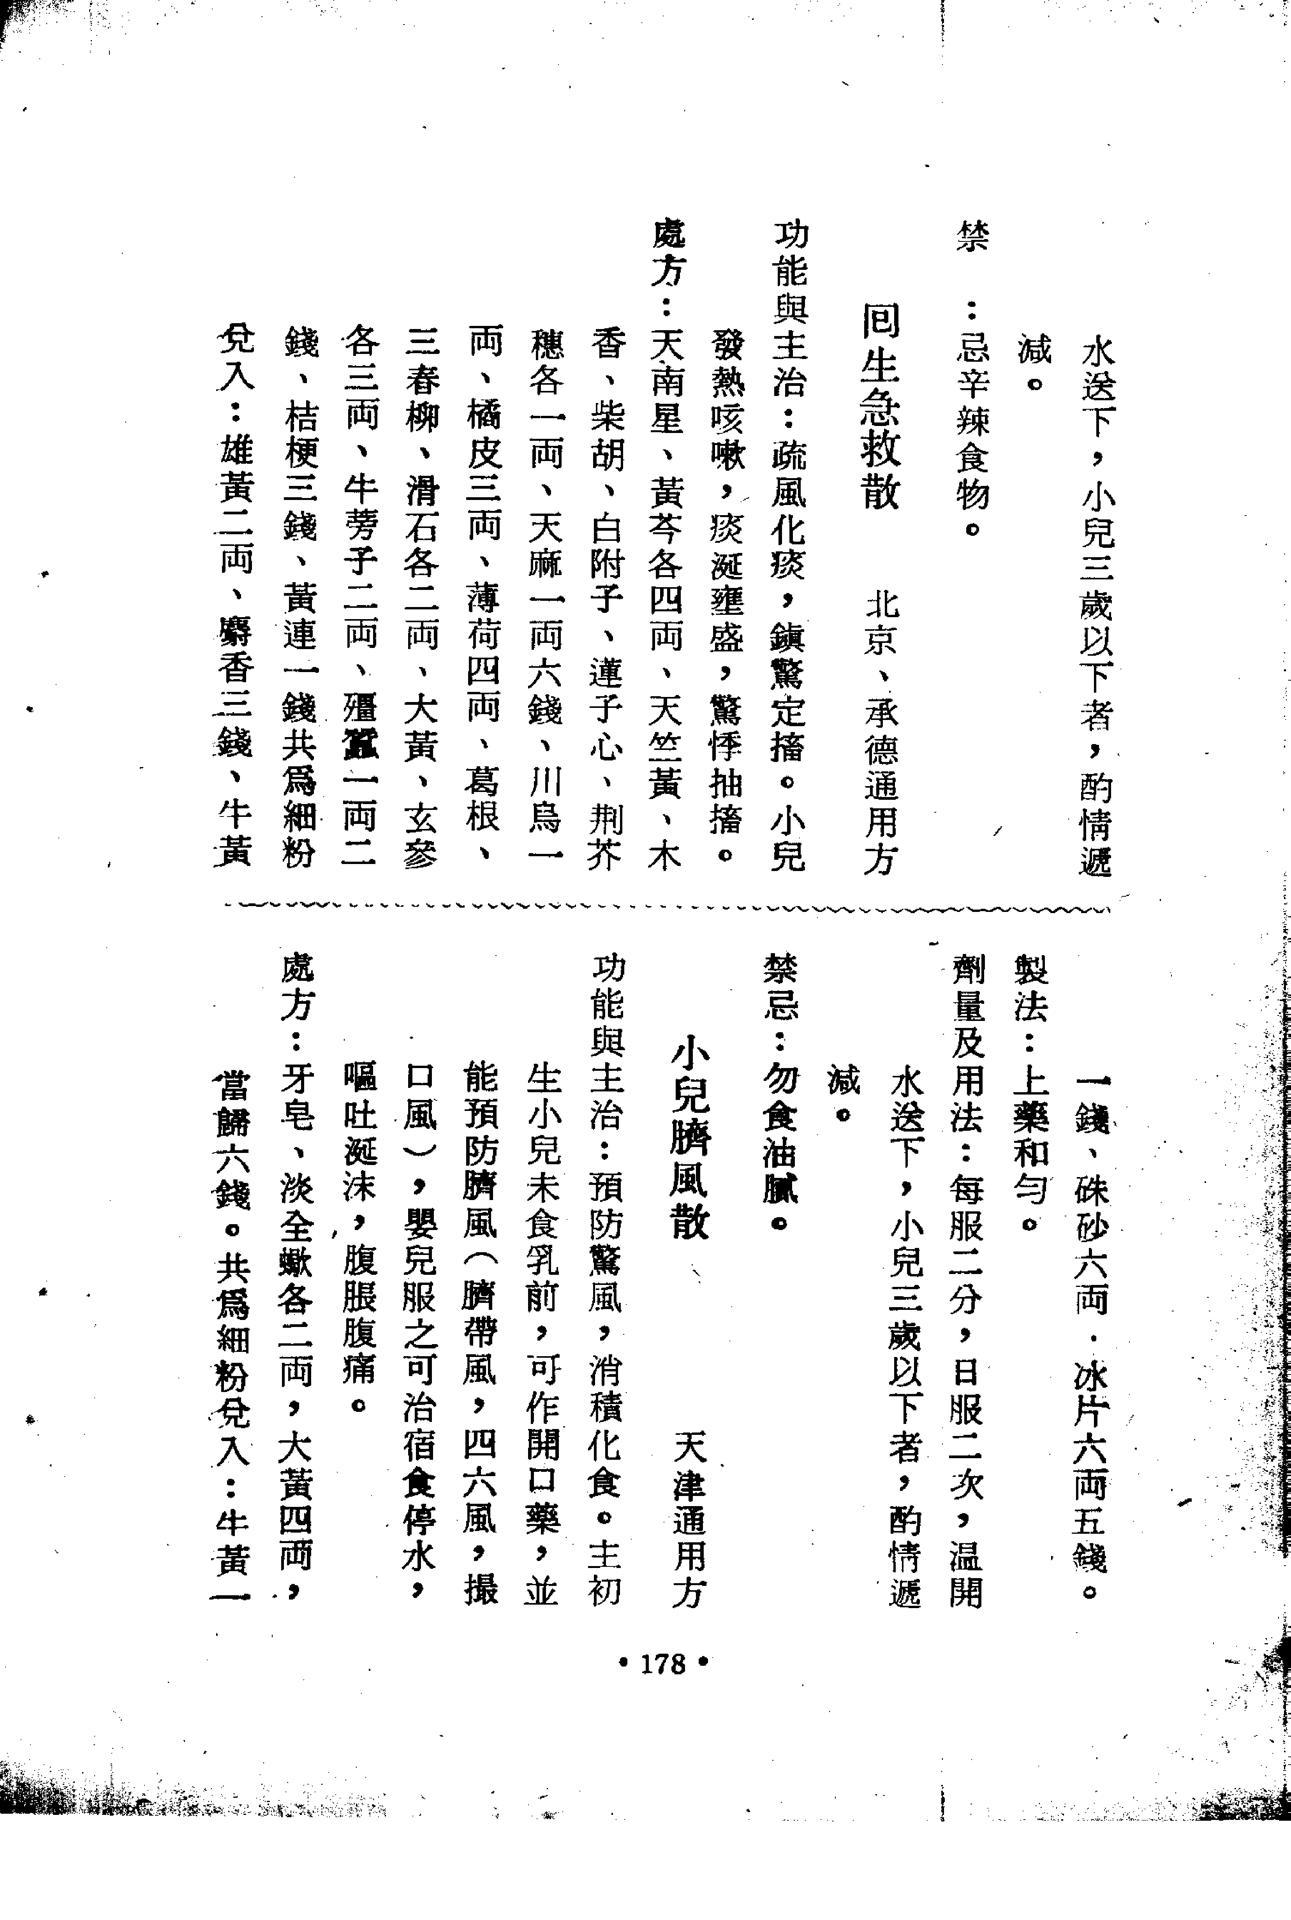 水送下，小兒三歲以下者，酌情遞
減。
禁　：忌辛辣食物。
囘生急救散　北京、承德通用方
功能與主治：疏風化痰，鎮驚定搐。小兒
發熱咳嗽，痰涎壅盛，驚悸抽搐。
處方：天南星、黃芩各四両、天竺黃、木
香、柴胡、白附子、蓮子心、荆芥
穗各一両、天麻一両六錢、川烏一
両、橘皮三両、薄荷四両、葛根、
三春柳、滑石各二両、大黃、玄參
各三両、牛蒡子二両、殭蠶一両二
錢、桔梗三錢、黃連一錢共爲細粉
兌入：雄黃二両、麝香三錢、牛黃
一錢、硃砂六両．冰片六両五錢。
製法：上藥和勻。
劑量及用法：每服二分，日服二次，温開
水送下，小兒三歲以下者，酌情遞
減。
禁忌：勿食油膩。
小兒臍風散　天津通用方
功能與主治：預防驚風，消積化食。主初
生小兒未食乳前，可作開口藥，並
能預防臍風（臍帶風，四六風，撮
口風），嬰兒服之可治宿食停水，
嘔吐涎沫，腹脹腹痛。
處方：牙皂、淡全蠍各二両，大黃四両，
當歸六錢。共爲細粉兌入：牛黃一
•178•